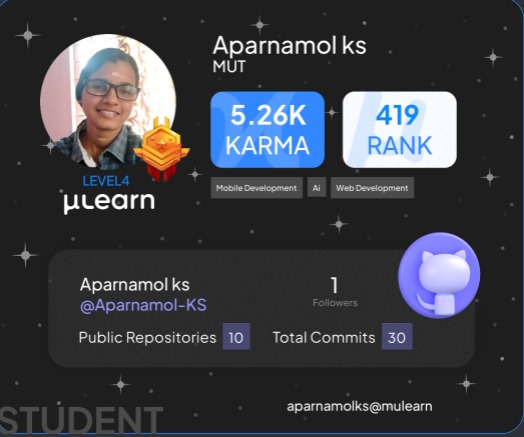 Aparnamol ks
MUT
5.26K
KARMA
419
RANK
LEVEL4
µLearn
Mobile Development
Ai
Web Development
Aparnamol ks
@Aparnamol-KS
1
Followers
Public Repositories 10
Total Commits 30
aparnamolks@mulearn
STUDENT